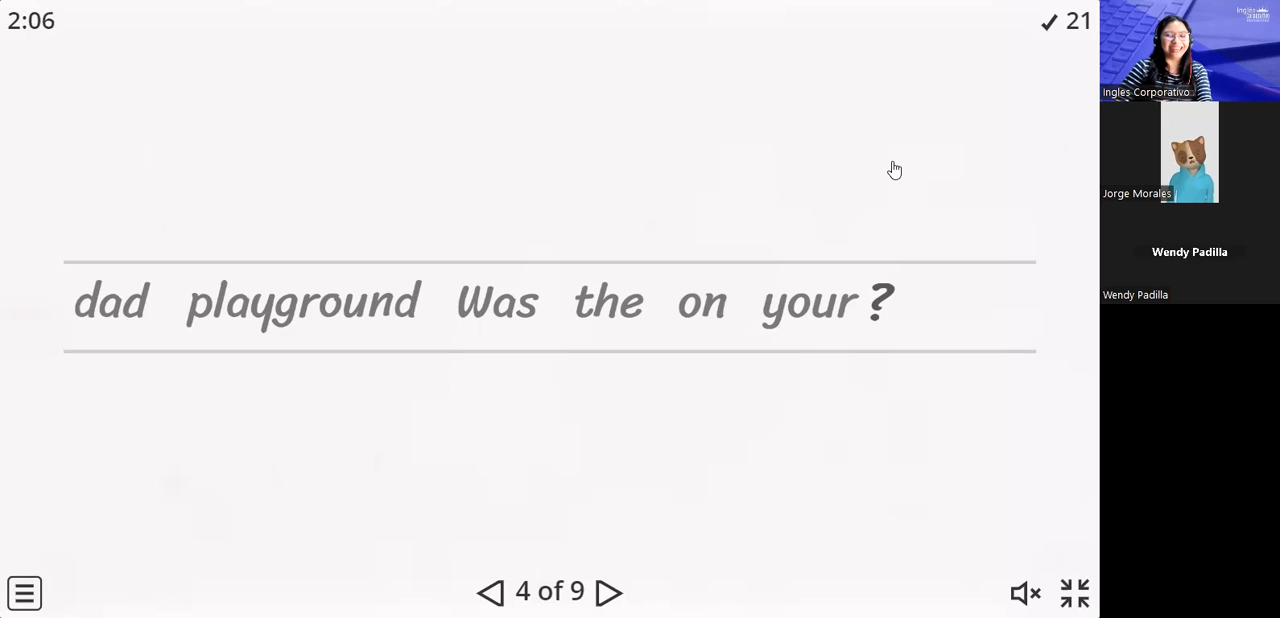 2:06
✓ 21
Ingles Corporativo
Jorge Morales
Wendy Padilla
Wendy Padilla
dad playground Was the on your ?
4 of 9